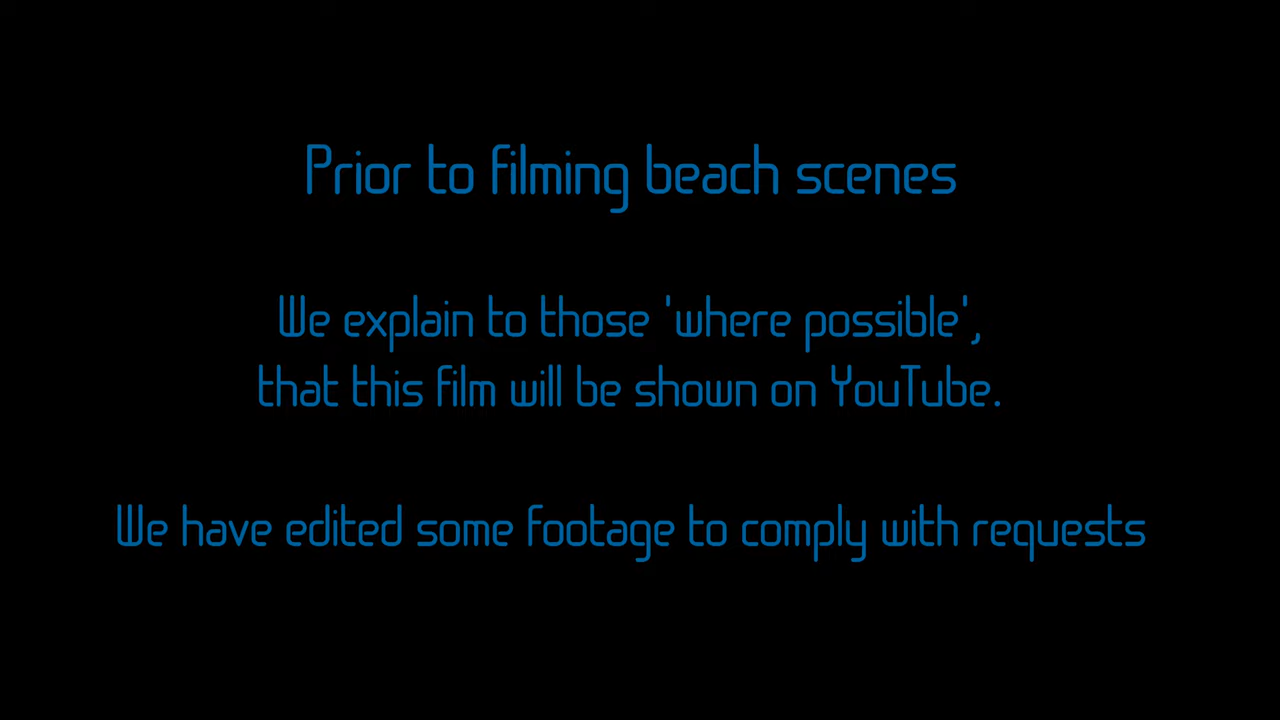 Prior to filming beach scenes
We explain to those 'where possible',
that this film will be shown on YouTube.
We have edited some footage to comply with requests